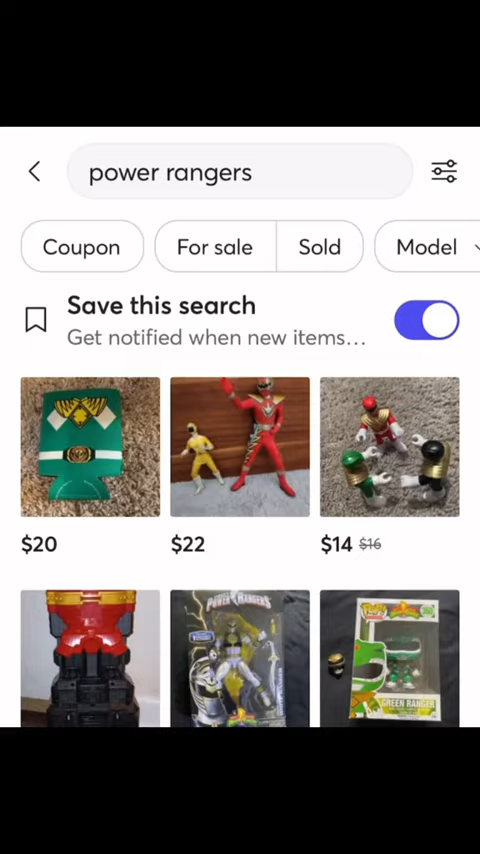 power rangers
Coupon
For sale
Sold
Model
Save this search
Get notified when new items...
$20
$22
$14 $16
POWER RANGERS
POP!
GREEN RANGER